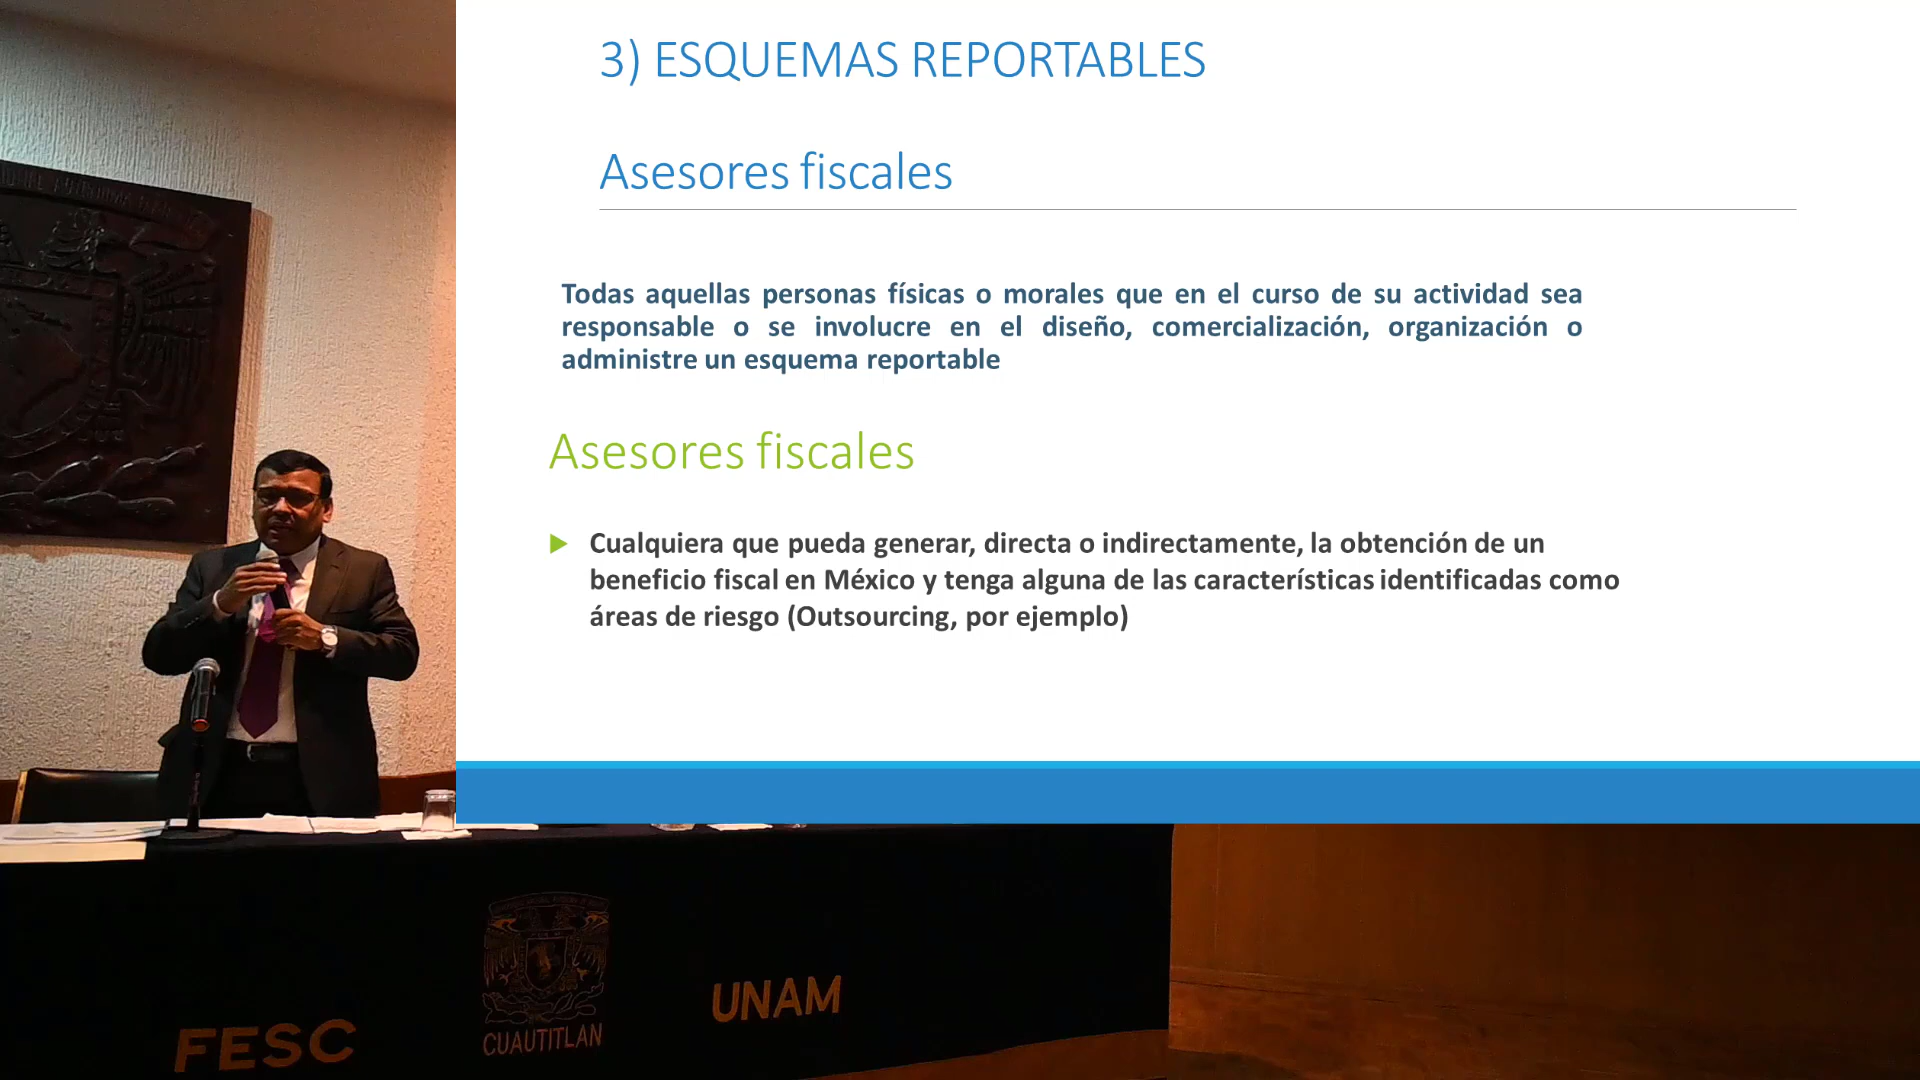 3) ESQUEMAS REPORTABLES
Asesores fiscales
Todas aquellas personas físicas o morales que en el curso de su actividad sea
responsable o se involucre en el diseño, comercialización, organización o
administre un esquema reportable
Asesores fiscales
Cualquiera que pueda generar, directa o indirectamente, la obtención de un
beneficio fiscal en México y tenga alguna de las características identificadas como
áreas de riesgo (Outsourcing, por ejemplo)
FESC
CUAUTITLAN
UNAM